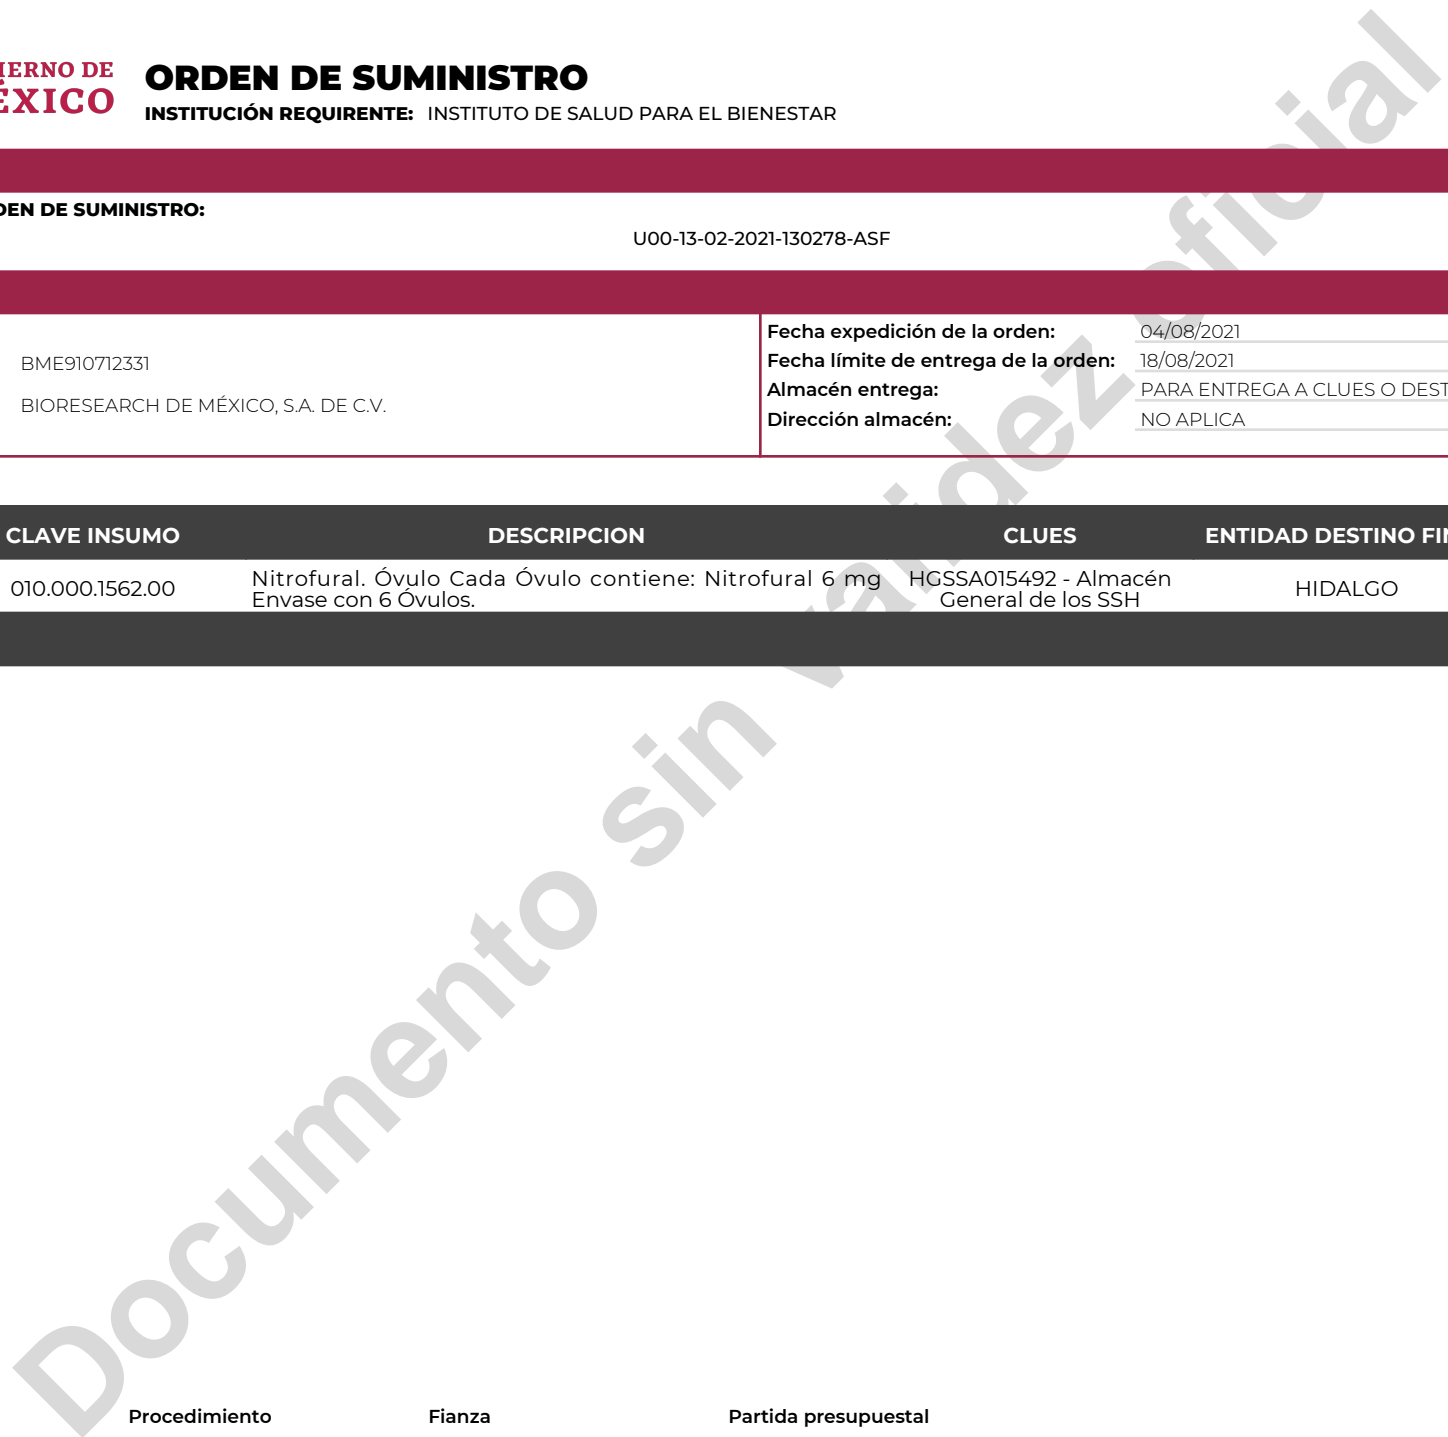 IERNO DE
ÉXICO
ORDEN DE SUMINISTRO
INSTITUCIÓN REQUIRENTE: INSTITUTO DE SALUD PARA EL BIENESTAR
DEN DE SUMINISTRO:
U00-13-02-2021-130278-ASF
BME910712331
BIORESEARCH DE MÉXICO, S.A. DE C.V.
Fecha expedición de la orden: 04/08/2021
Fecha límite de entrega de la orden: 18/08/2021
Almacén entrega: PARA ENTREGA A CLUES O DEST
Dirección almacén: NO APLICA
CLAVE INSUMO DESCRIPCION CLUES ENTIDAD DESTINO FIN
010.000.1562.00
Nitrofural. Óvulo Cada Óvulo contiene: Nitrofural 6 mg
Envase con 6 Óvulos.
HGSSA015492 - Almacén
General de los SSH
HIDALGO
Documento sin validez oficial
Procedimiento Fianza Partida presupuestal